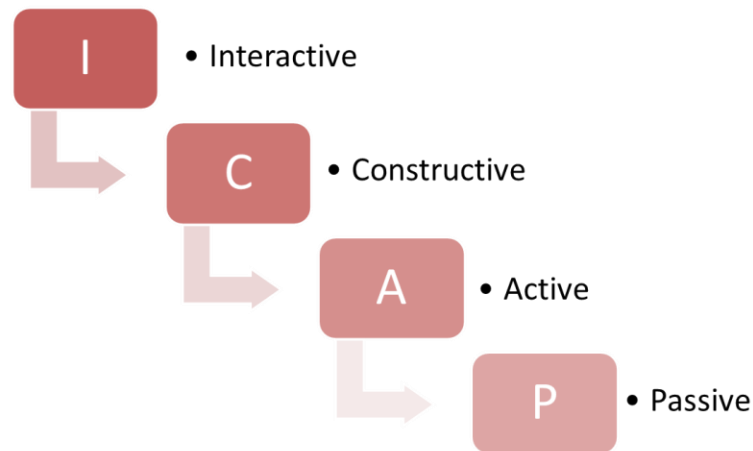 I
• Interactive
C
• Constructive
A
• Active
P
• Passive